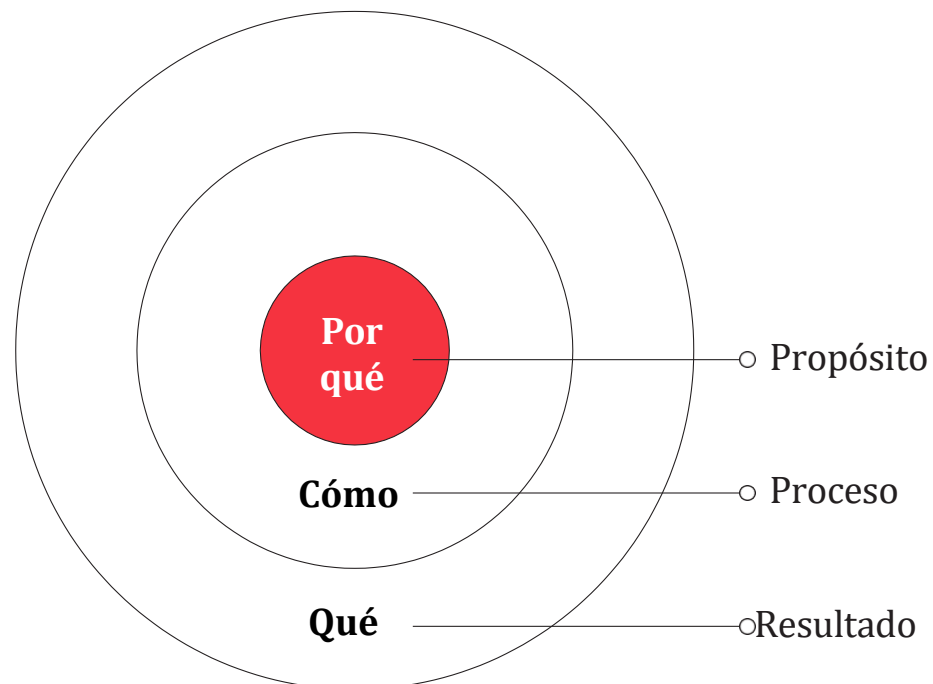 Por
qué
Propósito
Cómo
Proceso
Qué
Resultado